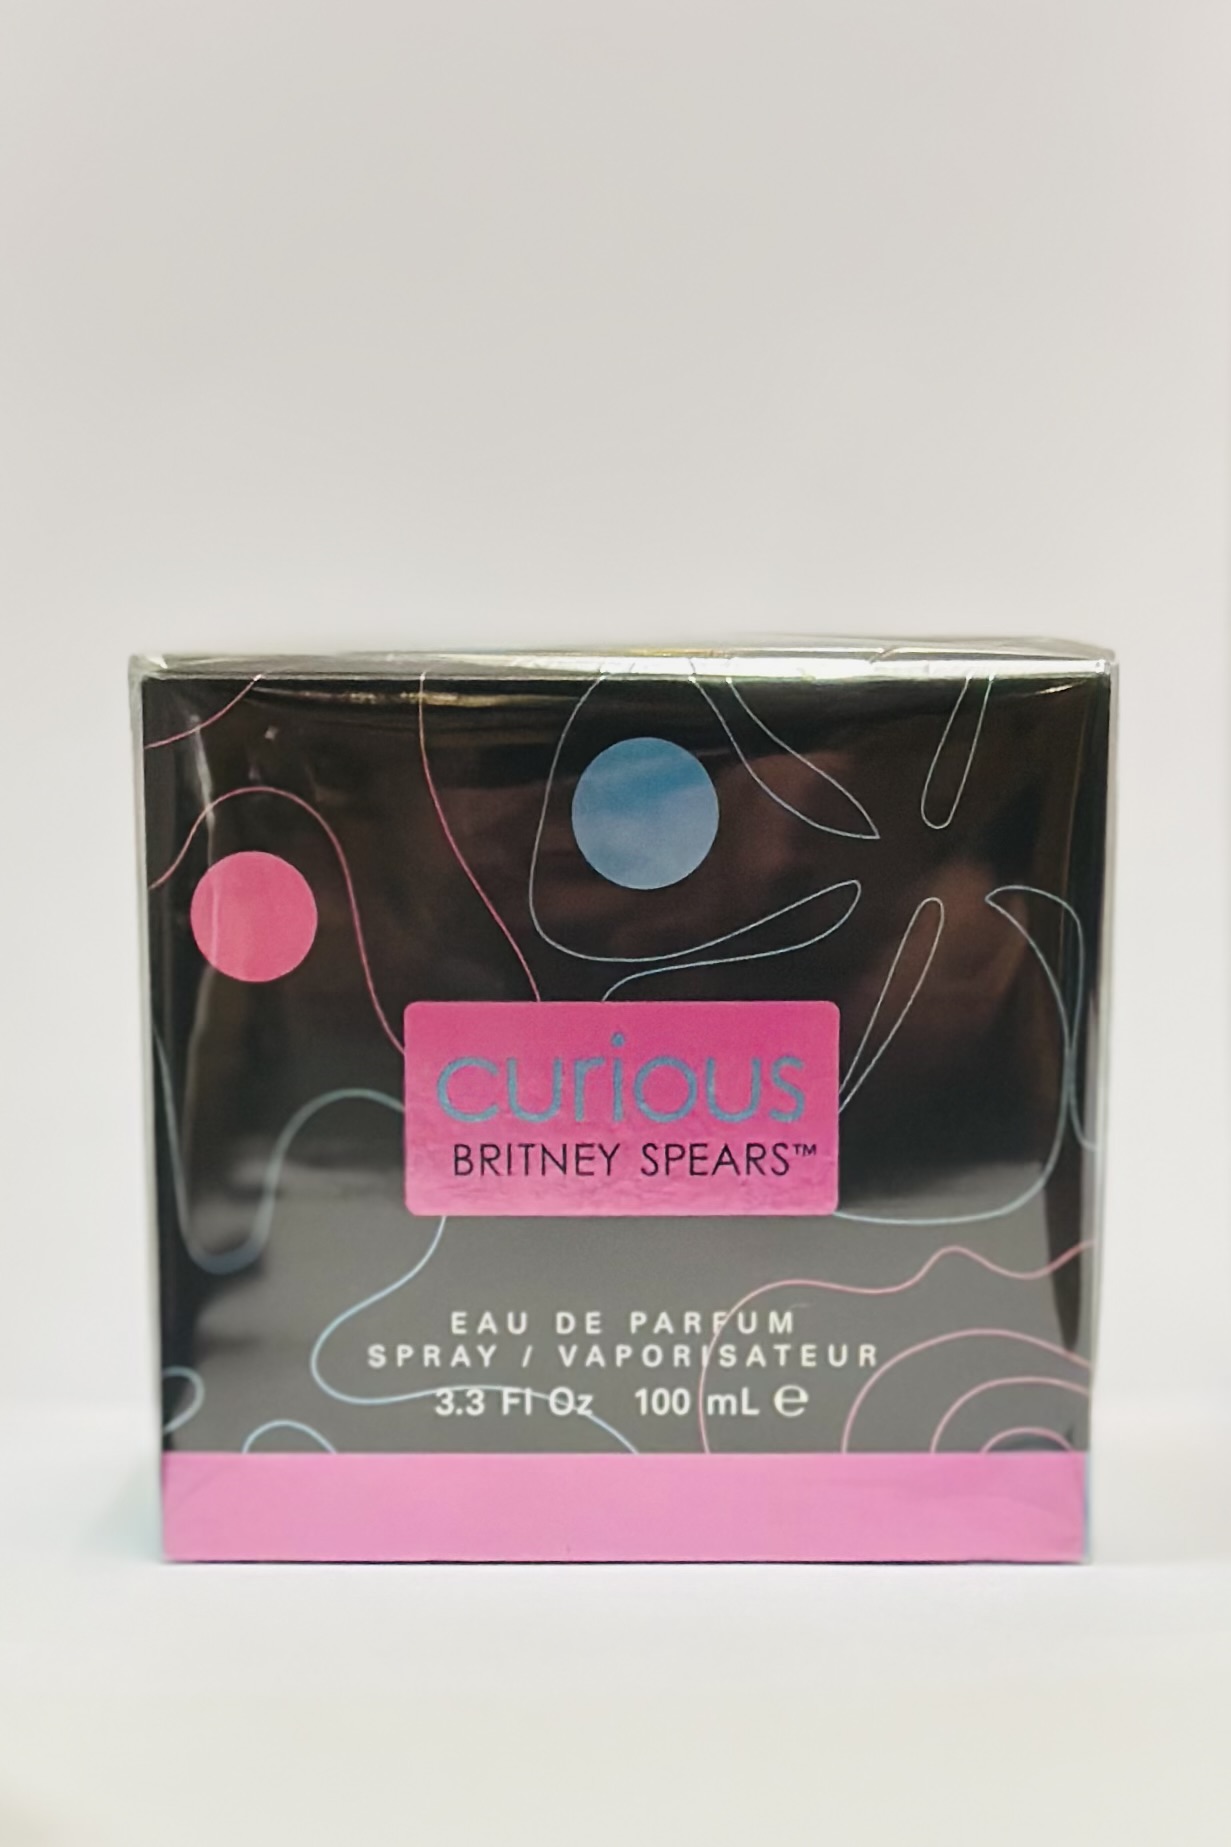 curious
BRITNEY SPEARS™
EAU DE PARFUM
SPRAY / VAPORISATEUR
3.3 Fl Oz 100 mL ℮